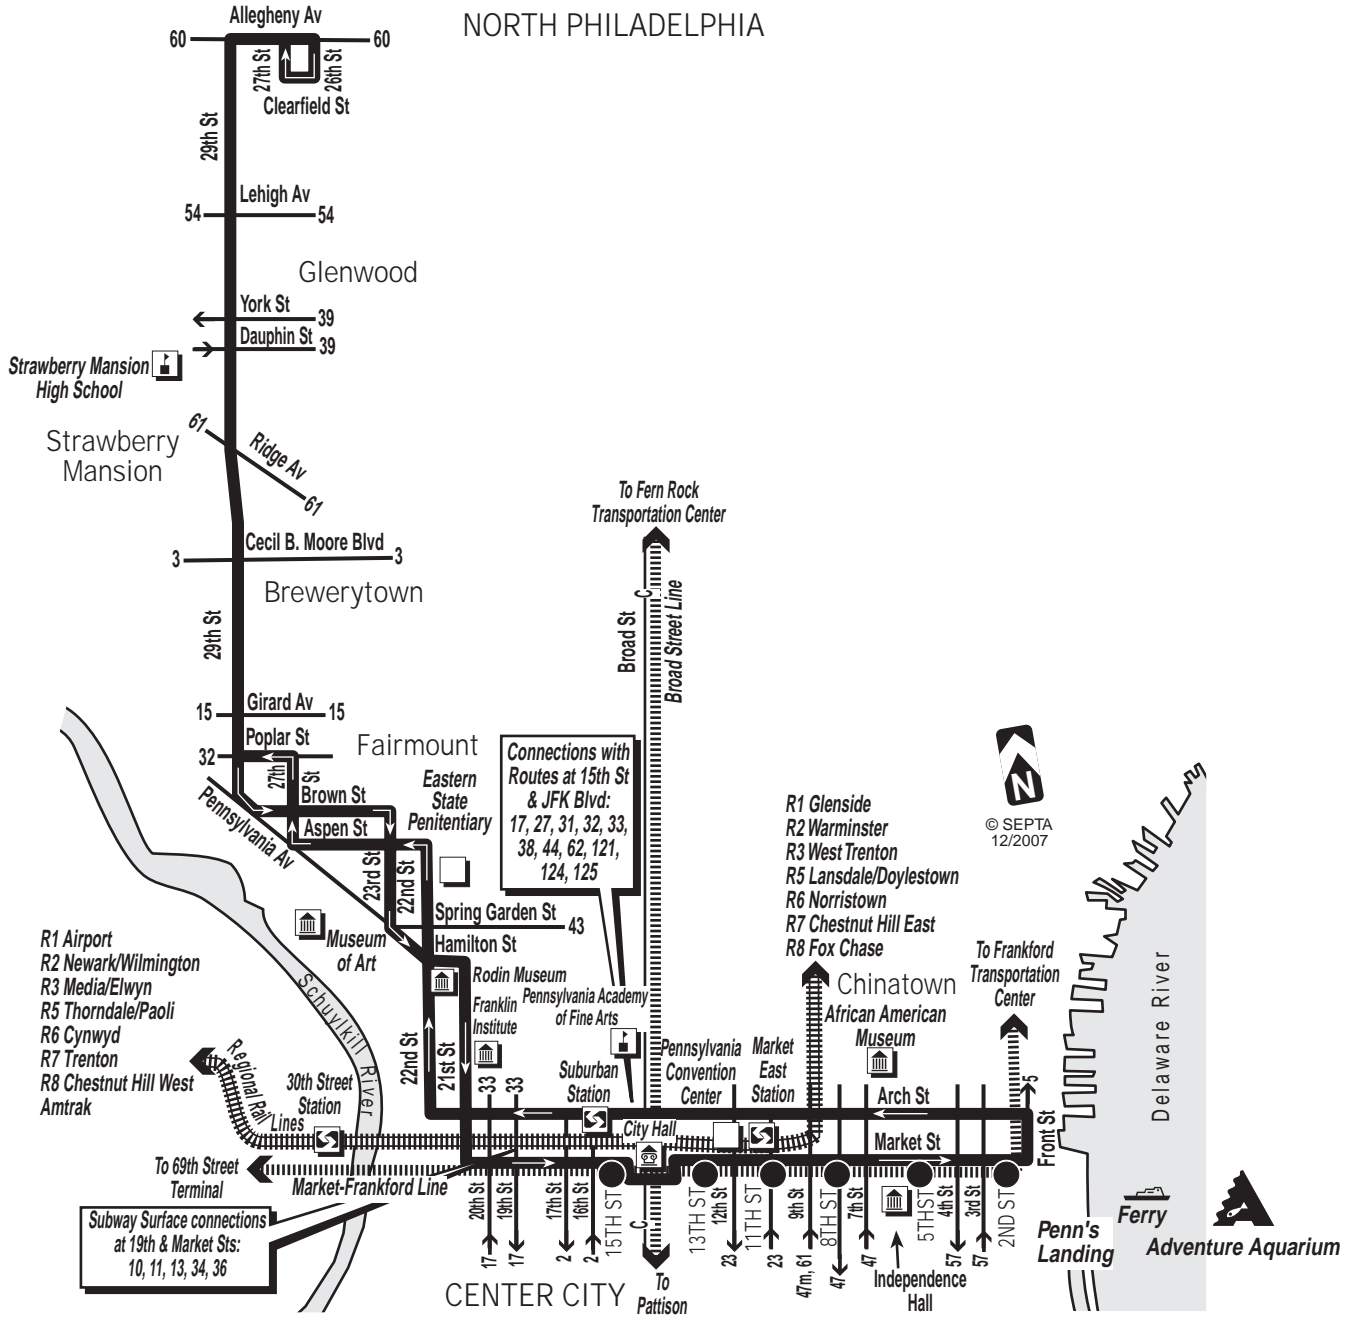 NORTH PHILADELPHIA
Allegheny Av
60
60
27th St
26th St
Clearfield St
29th St
Lehigh Av
54
54
Glenwood
York St
39
Dauphin St
39
Strawberry Mansion
High School
61
Ridge Av
61
Strawberry
Mansion
To Fern Rock
Transportation Center
Cecil B. Moore Blvd
3
3
Brewerytown
29th St
C
Broad St
Broad Street Line
Girard Av
15
15
Poplar St
32
Fairmount
27th St
Brown St
Aspen St
Pennsylvania Av
23rd St
22nd St
Eastern
State
Penitentiary
Connections with
Routes at 15th St
& JFK Blvd:
17, 27, 31, 32, 33,
38, 44, 62, 121,
124, 125
N
© SEPTA
12/2007
R1 Glenside
R2 Warminster
R3 West Trenton
R5 Lansdale/Doylestown
R6 Norristown
R7 Chestnut Hill East
R8 Fox Chase
Spring Garden St
43
Hamilton St
Museum
of Art
Rodin Museum
Franklin
Institute
Pennsylvania Academy
of Fine Arts
Chinatown
African American
Museum
To Frankford
Transportation
Center
R1 Airport
R2 Newark/Wilmington
R3 Media/Elwyn
R5 Thorndale/Paoli
R6 Cynwyd
R7 Trenton
R8 Chestnut Hill West
Amtrak
Schuylkill River
Delaware River
Regional Rail
Lines
30th Street
Station
22nd St
21st St
33
33
Suburban
Station
Pennsylvania
Convention
Center
Market
East
Station
Arch St
5
City Hall
Market St
Front St
To 69th Street
Terminal
Market-Frankford Line
Subway Surface connections
at 19th & Market Sts:
10, 11, 13, 34, 36
20th St
19th St
17th St
16th St
15TH ST
C
13TH ST
12th St
11TH ST
9th St
8TH ST
7th St
5TH ST
4th St
3rd St
2ND ST
17
17
2
2
23
23
47m, 61
47
47
57
57
To
Pattison
CENTER CITY
Independence
Hall
Penn's
Landing
Ferry
Adventure Aquarium